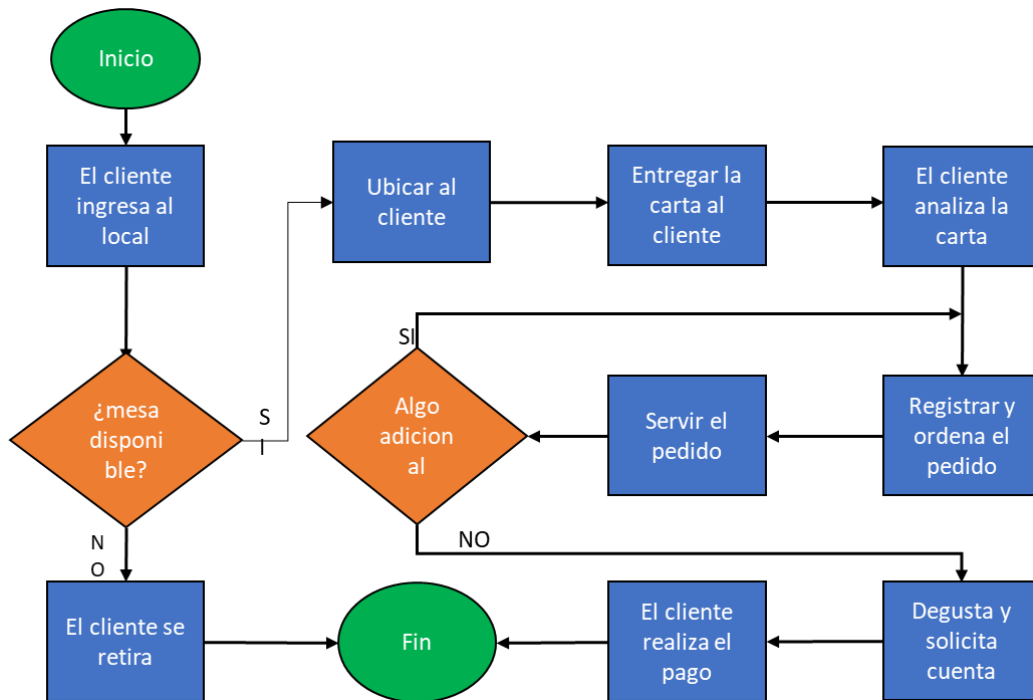 Inicio
El cliente
ingresa al
local
¿mesa
disponi
ble?
S
I
N
O
El cliente se
retira
Ubicar al
cliente
Entregar la
carta al
cliente
El cliente
analiza la
carta
Registrar y
ordena el
pedido
Servir el
pedido
Algo
adicion
al
SI
NO
Degusta y
solicita
cuenta
El cliente
realiza el
pago
Fin